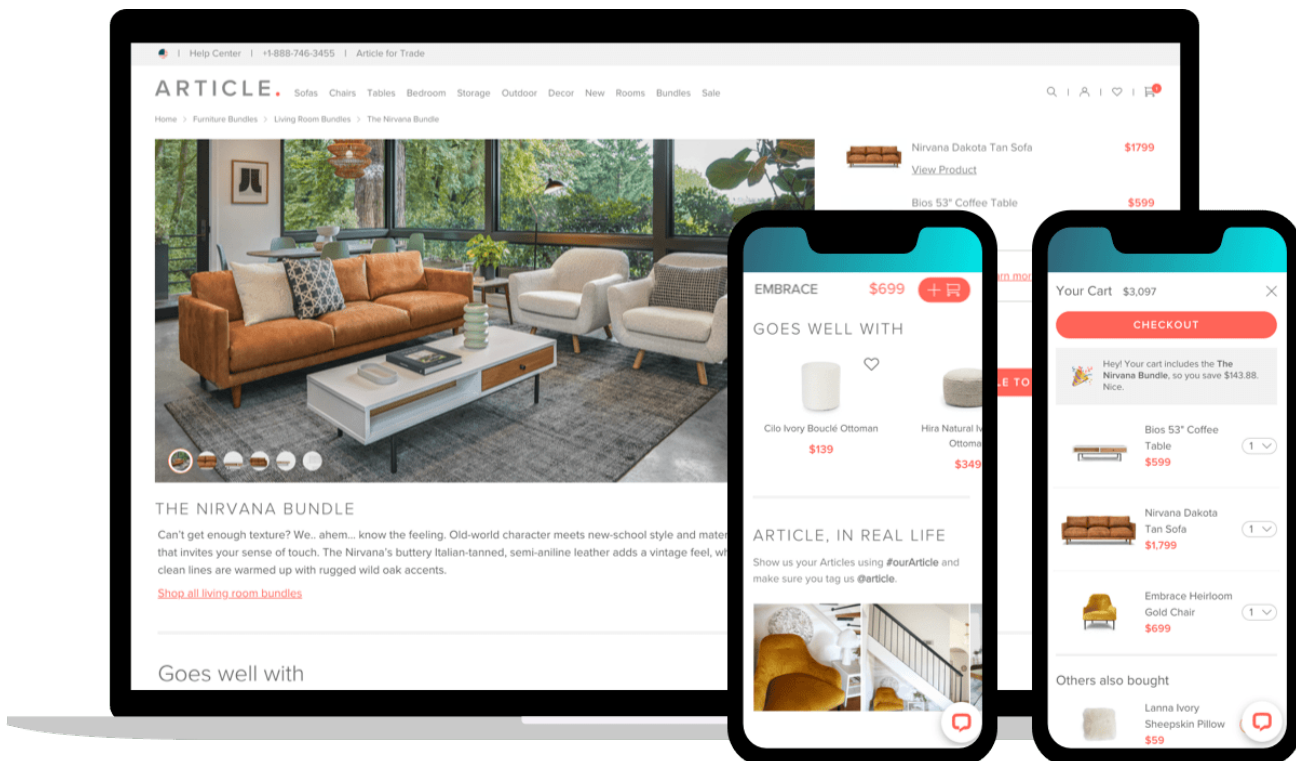 Help Center | +1-888-746-3455 | Article for Trade
ARTICLE.
Sofas Chairs Tables Bedroom Storage Outdoor Decor New Rooms Bundles Sale
1
Home > Furniture Bundles > Living Room Bundles > The Nirvana Bundle
Nirvana Dakota Tan Sofa $1799
View Product
Bios 53" Coffee Table $599
THE NIRVANA BUNDLE
Can't get enough texture? We.. ahem... know the feeling. Old-world character meets new-school style and
that invites your sense of touch. The Nirvana's buttery Italian-tanned, semi-aniline leather adds a vintage feel,
clean lines are warmed up with rugged wild oak accents.
Shop all living room bundles
Goes well with
EMBRACE $699
GOES WELL WITH
Cilo Ivory Bouclé Ottoman
$139
Hira Natural
$349
ARTICLE, IN REAL LIFE
Show us your Articles using #ourArticle and
make sure you tag us @article.
Your Cart $3,097
CHECKOUT
Hey! Your cart includes the The
Nirvana Bundle, so you save $143.88.
Nice.
Bios 53" Coffee
Table
$599
1
Nirvana Dakota
Tan Sofa
$1,799
1
Embrace Heirloom
Gold Chair
$699
1
Others also bought
Lanna Ivory
Sheepskin Pillow
$59